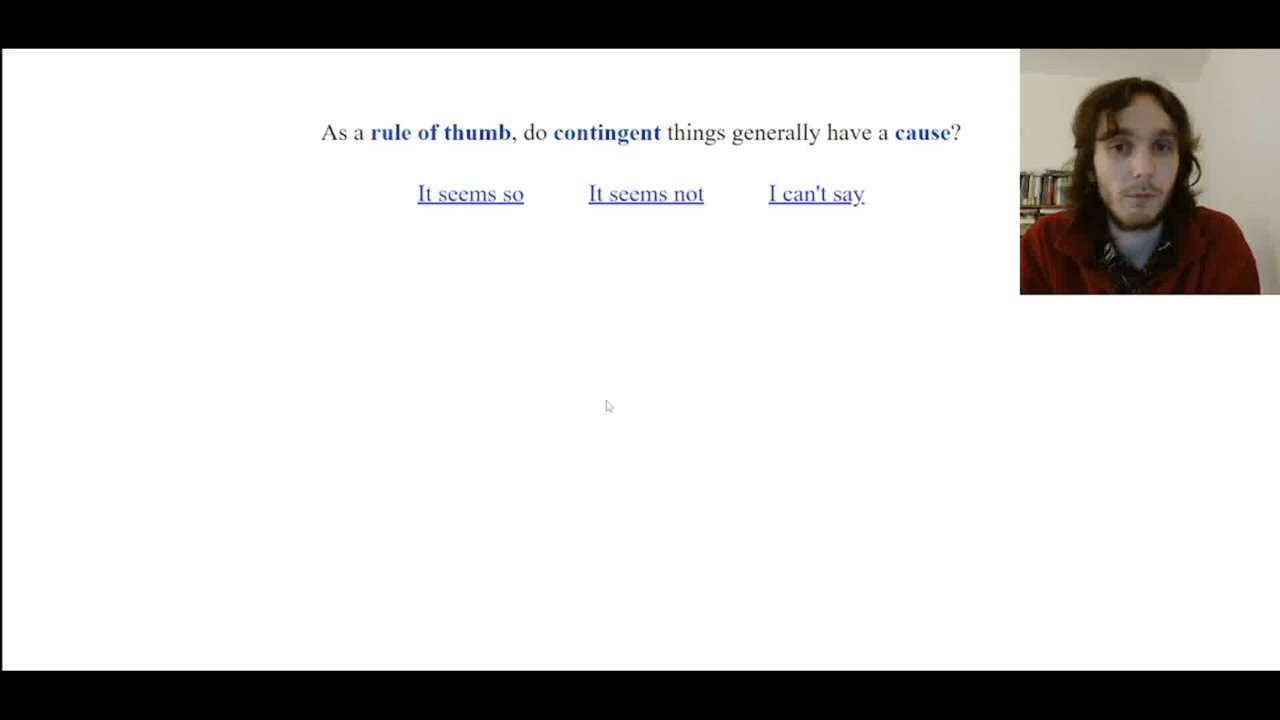 As a rule of thumb, do contingent things generally have a cause?
It seems so It seems not I can't say